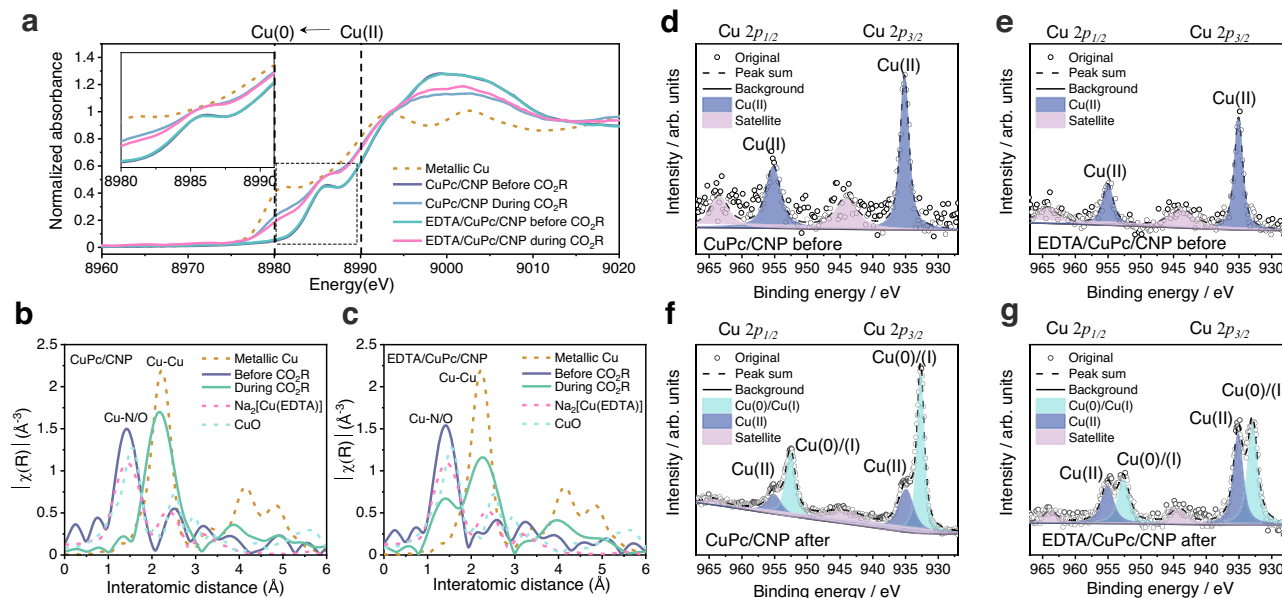 a
Cu(0) ← Cu(II)
Normalized absorbance
1.4
1.2
1
0.8
0.6
0.4
0.2
0
8980 8985 8990
Metallic Cu
CuPc/CNP Before CO₂R
CuPc/CNP During CO₂R
EDTA/CuPc/CNP before CO₂R
EDTA/CuPc/CNP during CO₂R
8960 8970 8980 8990 9000 9010 9020
Energy(eV)
b
CuPc/CNP
Cu-Cu
Cu-N/O
Metallic Cu
Before CO₂R
During CO₂R
Na₂[Cu(EDTA)]
CuO
|χ(R)| (Å⁻³)
2.5
2
1.5
1
0.5
0
0 1 2 3 4 5 6
Interatomic distance (Å)
c
EDTA/CuPc/CNP
Cu-Cu
Cu-N/O
Metallic Cu
Before CO₂R
During CO₂R
Na₂[Cu(EDTA)]
CuO
|χ(R)| (Å⁻³)
2.5
2
1.5
1
0.5
0
0 1 2 3 4 5 6
Interatomic distance (Å)
d
Cu 2p1/2 Cu 2p3/2
Original
Peak sum
Background
Cu(II)
Satellite
Cu(II)
Cu(II)
CuPc/CNP before
Intensity / arb. units
965 960 955 950 945 940 935 930
Binding energy / eV
e
Cu 2p1/2 Cu 2p3/2
Original
Peak sum
Background
Cu(II)
Satellite
Cu(II)
Cu(II)
EDTA/CuPc/CNP before
Intensity / arb. units
965 960 955 950 945 940 935 930
Binding energy / eV
f
Cu 2p1/2 Cu 2p3/2
Original
Peak sum
Background
Cu(0)/Cu(I)
Cu(II)
Satellite
Cu(0)/(I)
Cu(0)/(I)
Cu(II)
Cu(II)
CuPc/CNP after
Intensity / arb. units
965 960 955 950 945 940 935 930
Binding energy / eV
g
Cu 2p1/2 Cu 2p3/2
Original
Peak sum
Background
Cu(0)/Cu(I)
Cu(II)
Satellite
Cu(0)/(I)
Cu(II)
Cu(II)
Cu(0)/(I)
EDTA/CuPc/CNP after
Intensity / arb. units
965 960 955 950 945 940 935 930
Binding energy / eV